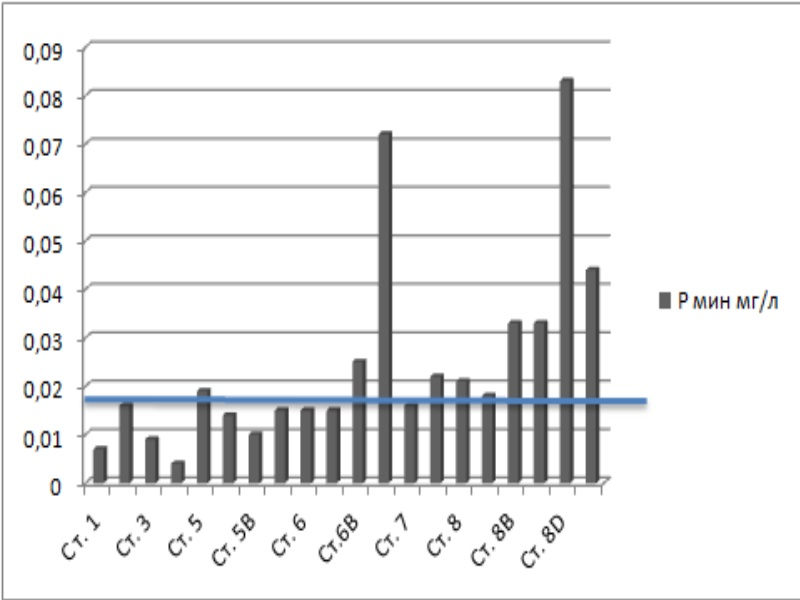 0,09
0,08
0,07
0,06
0,05
0,04
0,03
0,02
0,01
0
Р мин мг/л
Ст. 1
Ст. 3
Ст. 5
Ст. 5В
Ст. 6
Ст.6В
Ст. 7
Ст. 8
Ст. 8В
Ст. 8D